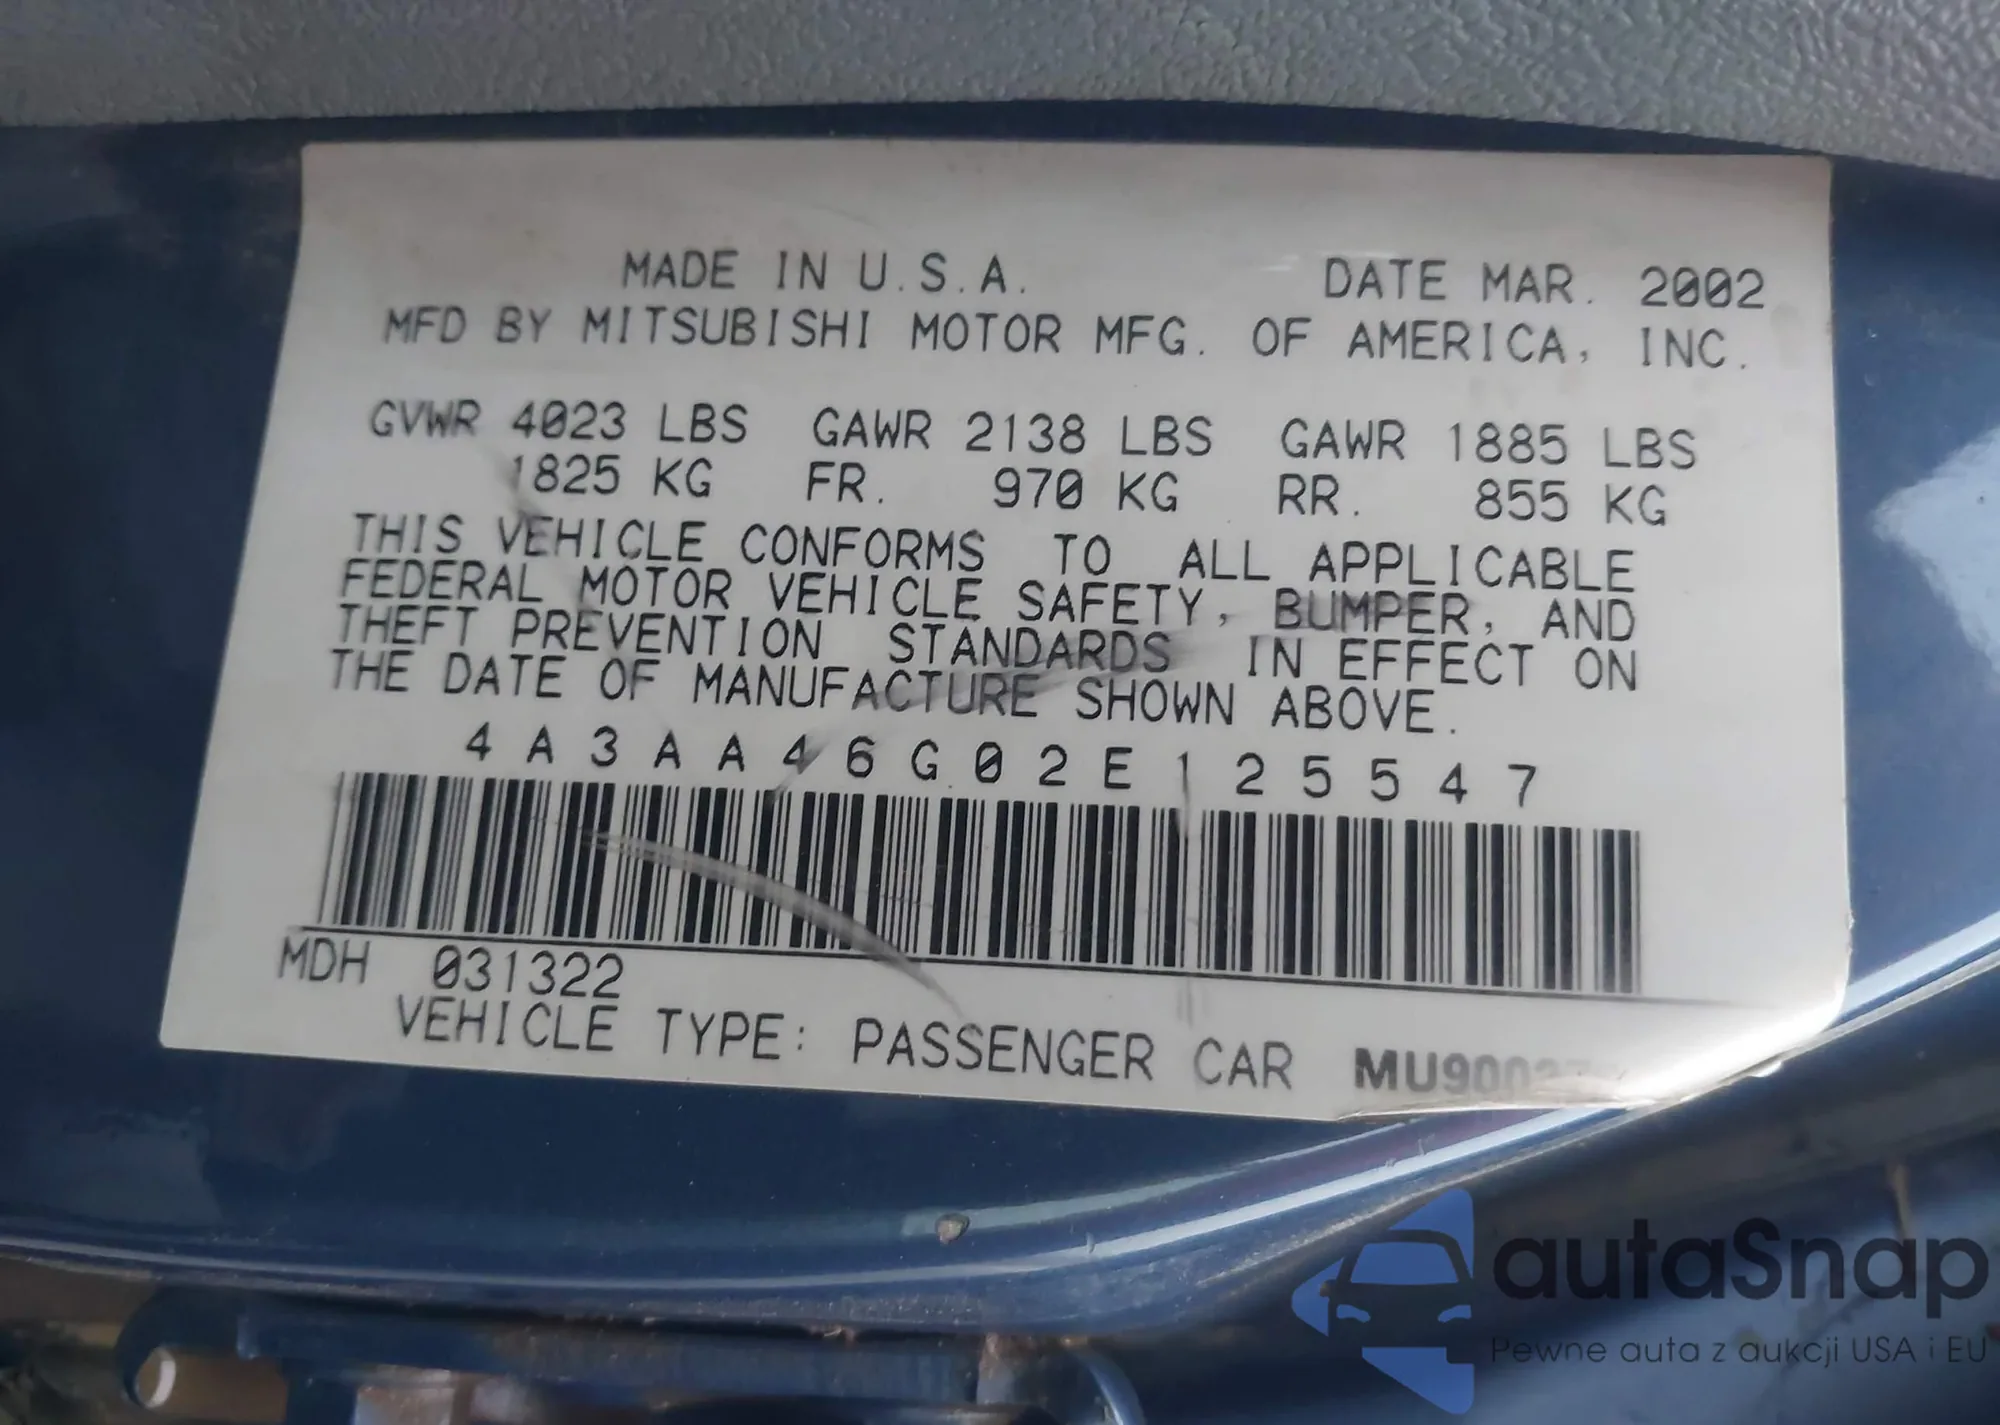 MADE IN U.S.A. DATE MAR. 2002
MFD BY MITSUBISHI MOTOR MFG. OF AMERICA, INC.
GVWR 4023 LBS GAWR 2138 LBS GAWR 1885 LBS
1825 KG FR. 970 KG RR. 855 KG
THIS VEHICLE CONFORMS TO ALL APPLICABLE
FEDERAL MOTOR VEHICLE SAFETY, BUMPER, AND
THEFT PREVENTION STANDARDS IN EFFECT ON
THE DATE OF MANUFACTURE SHOWN ABOVE.
4A3AA46G02E125547
MDH 031322
VEHICLE TYPE: PASSENGER CAR
autaSnap
Pewne auta z aukcji USA i EU